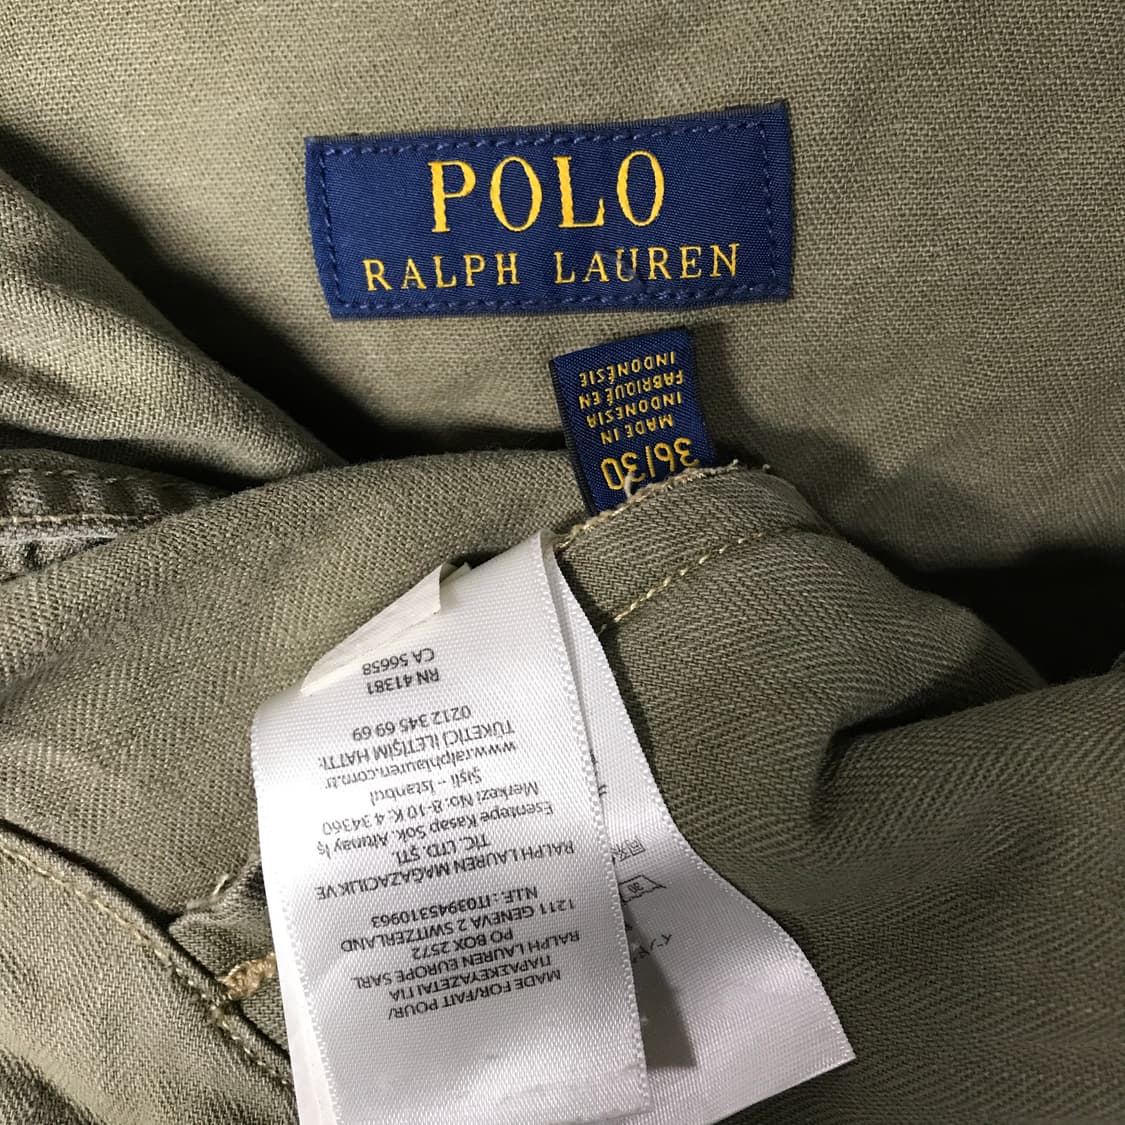 POLO
RALPH LAUREN
36/30
MADE IN
INDONESIA
FABRIQUÉ EN
INDONÉSIE
MADE FOR/FAIT POUR/
ΠΑΡΑΣΚΕΥΑΖΕΤΑΙ ΓΙΑ
RALPH LAUREN EUROPE SARL
PO BOX 2572
1211 GENEVA 2 SWITZERLAND
N.I.F.: IT03945310963
RALPH LAUREN MAĞAZACILIK VE
TIC. LTD. ŞTİ.
Esentepe Kasap Sok. Altunay İş
Merkezi No: 8-10 K: 4 34360
Şişli – İstanbul
www.ralphlauren.com.tr
TÜKETİCİ İLETİŞİM HATTI:
0212 345 69 69
RN 41381
CA 56658